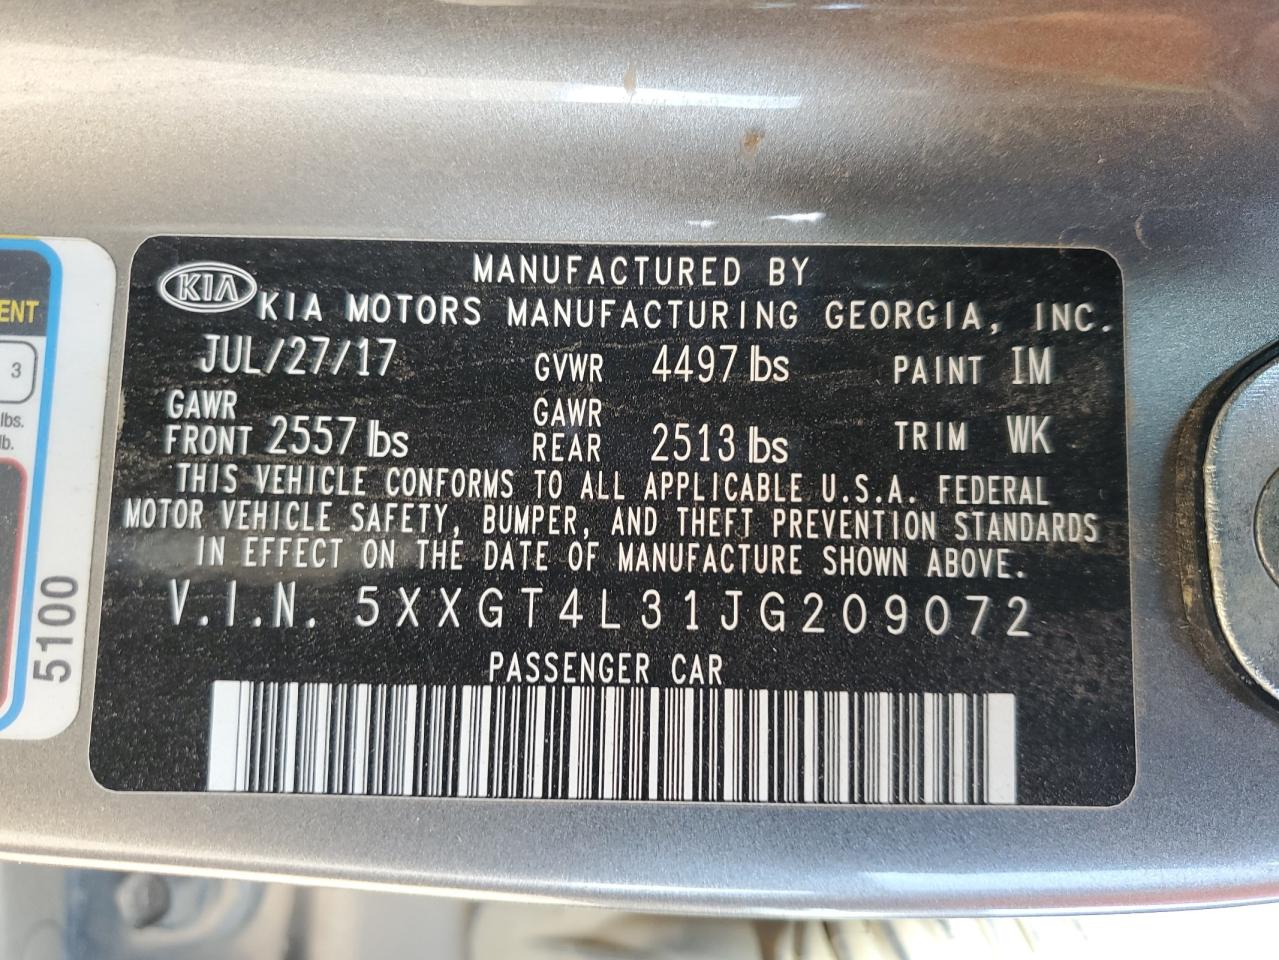 MANUFACTURED BY
KIA
KIA MOTORS MANUFACTURING GEORGIA, INC.
JUL/27/17 GVWR 4497 lbs PAINT IM
GAWR FRONT 2557 lbs GAWR REAR 2513 lbs TRIM WK
THIS VEHICLE CONFORMS TO ALL APPLICABLE U.S.A. FEDERAL
MOTOR VEHICLE SAFETY, BUMPER, AND THEFT PREVENTION STANDARDS
IN EFFECT ON THE DATE OF MANUFACTURE SHOWN ABOVE.
V.I.N. 5XXGT4L31JG209072
PASSENGER CAR
ENT
3
lbs.
lb.
5100